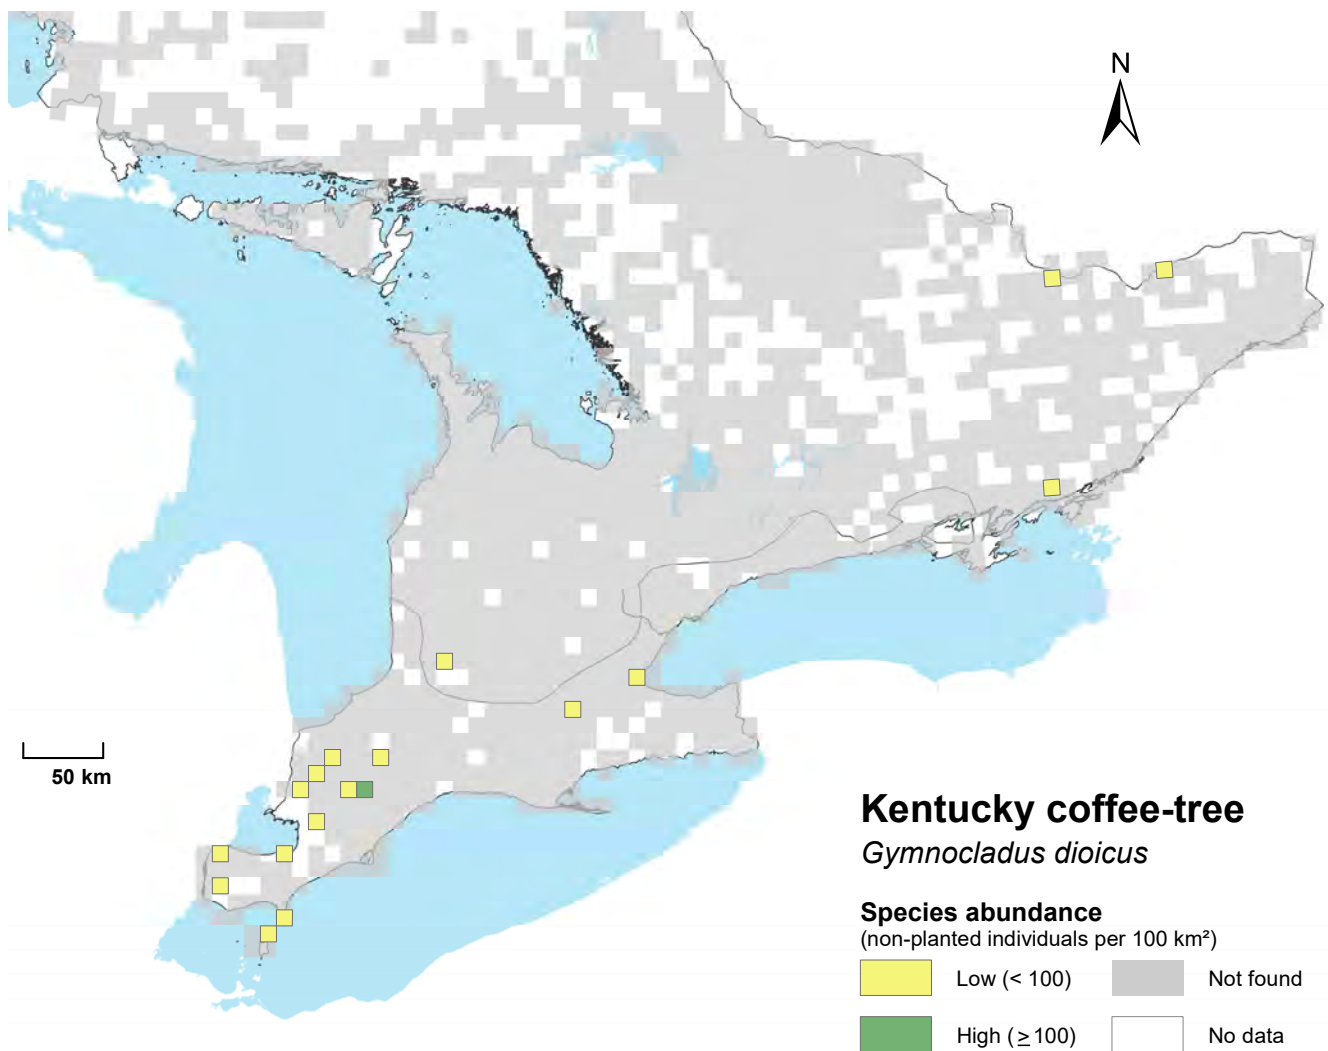 N
50 km
Kentucky coffee-tree
Gymnocladus dioicus
Species abundance
(non-planted individuals per 100 km²)
Low (< 100)
Not found
High (≥100)
No data